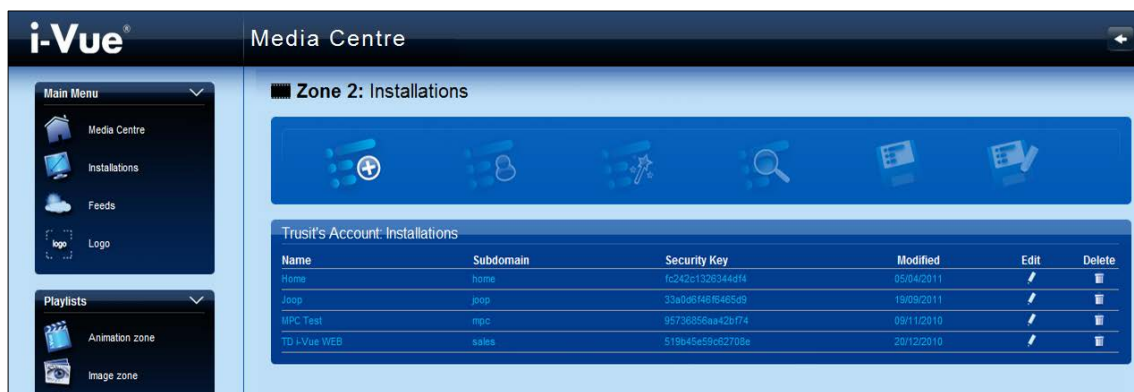 i-Vue®
Media Centre
Main Menu
Media Centre
Installations
Feeds
logo
Logo
Playlists
Animation zone
Image zone
Zone 2: Installations
Trusit's Account: Installations
Name Subdomain Security Key Modified Edit Delete
Home home fc242c1326344df4 05/04/2011
Joop joop 33a0d6f46f6465d9 19/09/2011
MPC Test mpc 95736856aa42bf74 09/11/2010
TD i-Vue WEB sales 519b45e59c62708e 20/12/2010